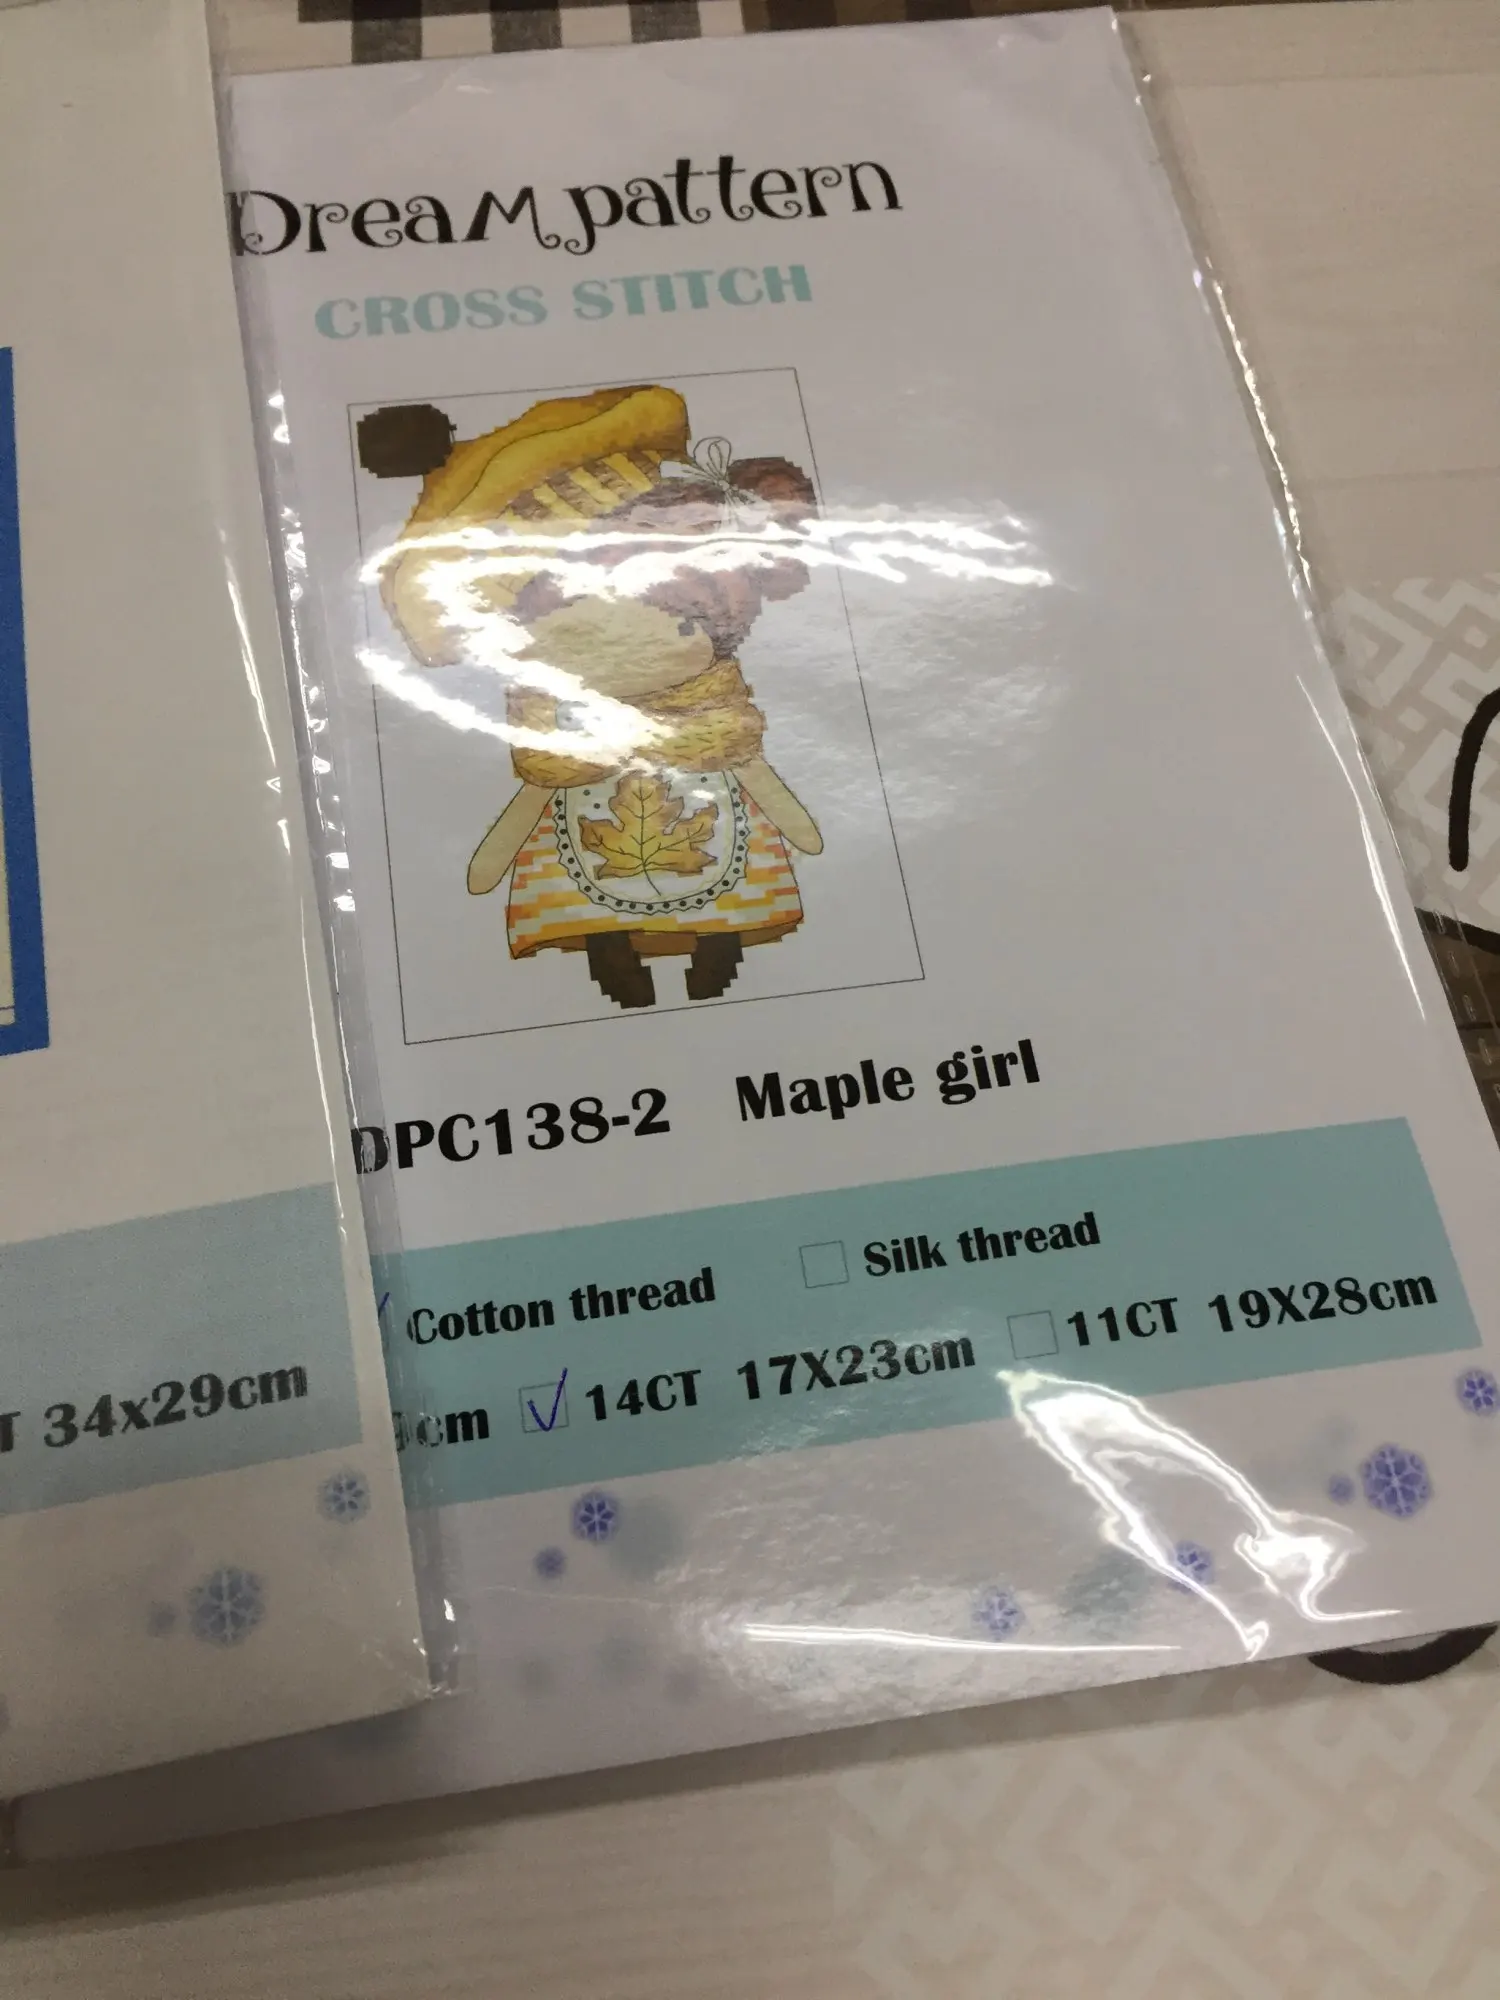 Dream pattern
CROSS STITCH
DPC138-2 Maple girl
Cotton thread Silk thread
cm 14CT 17X23cm 11CT 19X28cm
T 34x29cm